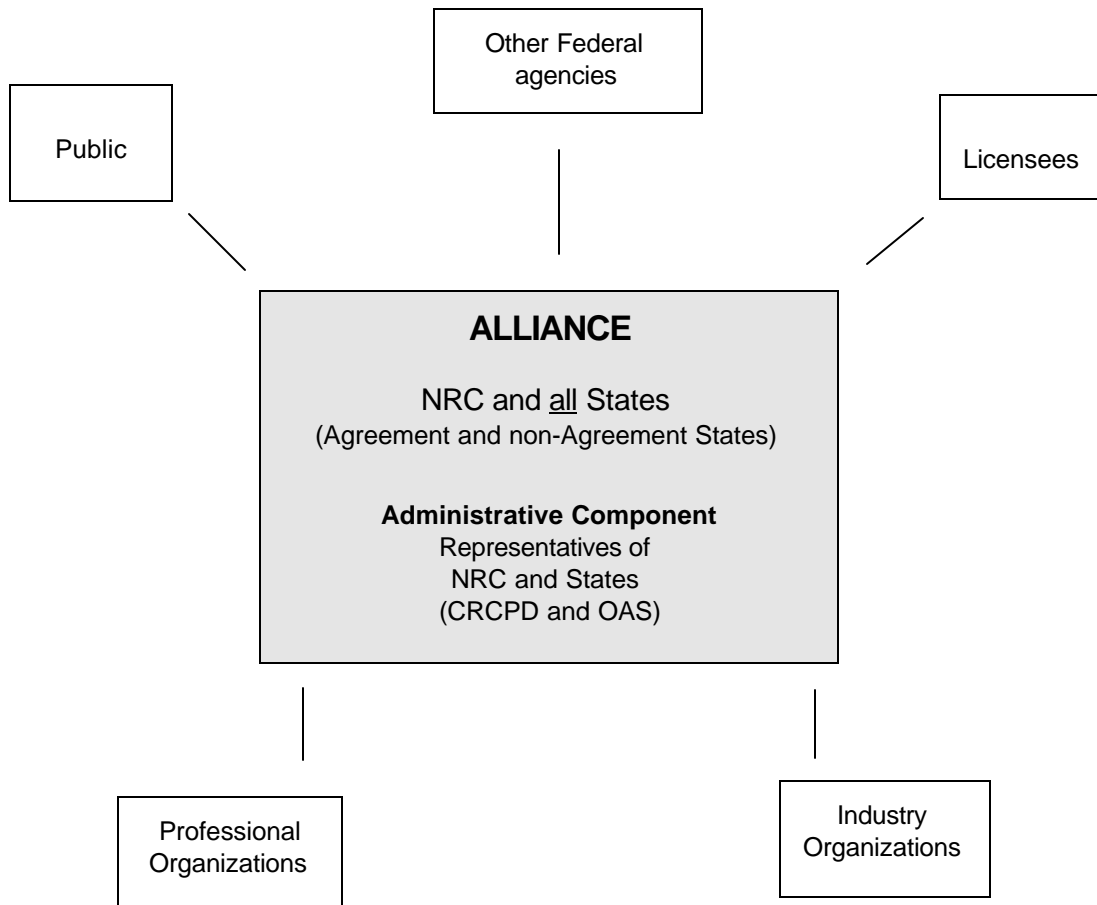 Other Federal
agencies
Public
Licensees
ALLIANCE
NRC and all States
(Agreement and non-Agreement States)
Administrative Component
Representatives of
NRC and States
(CRCPD and OAS)
Professional
Organizations
Industry
Organizations